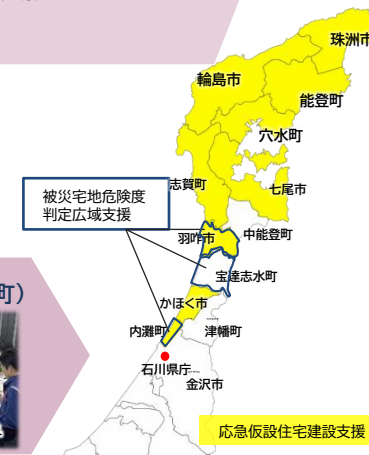 珠洲市
輪島市
能登町
穴水町
志賀町
七尾市
被災宅地危険度
判定広域支援
羽咋市
中能登町
宝達志水町
町）
かほく市
内灘町
津幡町
石川県庁
金沢市
応急仮設住宅建設支援